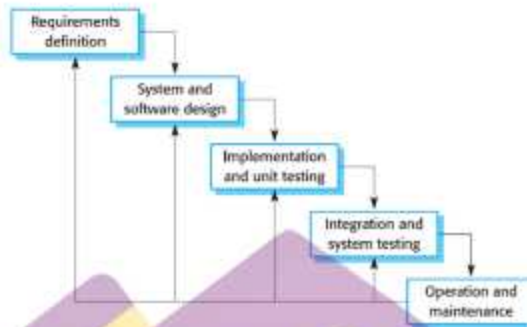 Requirements
definition
System and
software design
Implementation
and unit testing
Integration and
system testing
Operation and
maintenance